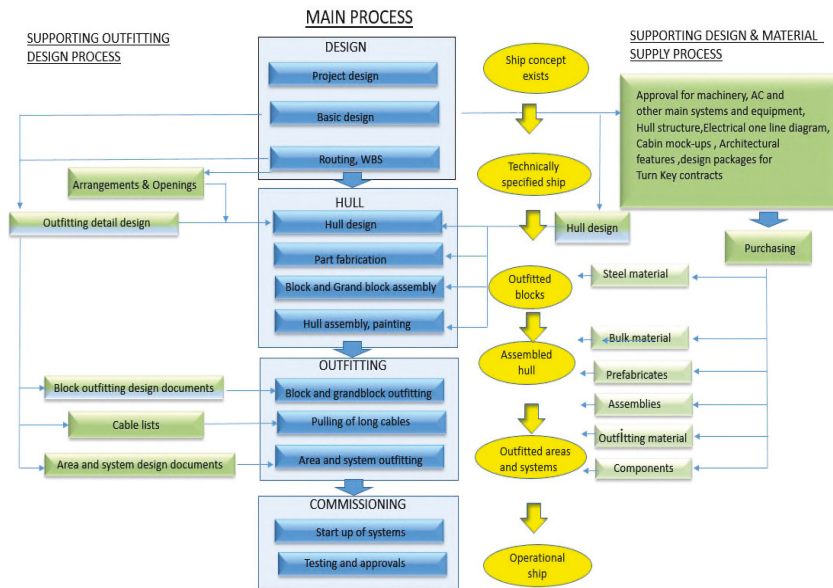 MAIN PROCESS
SUPPORTING OUTFITTING
DESIGN PROCESS
SUPPORTING DESIGN & MATERIAL
SUPPLY PROCESS
DESIGN
Project design
Basic design
Routing, WBS
Arrangements & Openings
Outfitting detail design
HULL
Hull design
Part fabrication
Block and Grand block assembly
Hull assembly, painting
OUTFITTING
Block outfitting design documents
Block and grandblock outfitting
Cable lists
Pulling of long cables
Area and system design documents
Area and system outfitting
COMMISSIONING
Start up of systems
Testing and approvals
Ship concept
exists
Technically
specified ship
Outfitted
blocks
Assembled
hull
Outfitted areas
and systems
Operational
ship
Approval for machinery, AC and
other main systems and equipment,
Hull structure,Electrical one line diagram,
Cabin mock-ups , Architectural
features ,design packages for
Turn Key contracts
Hull design
Purchasing
Steel material
Bulk material
Prefabricates
Assemblies
Outfitting material
Components